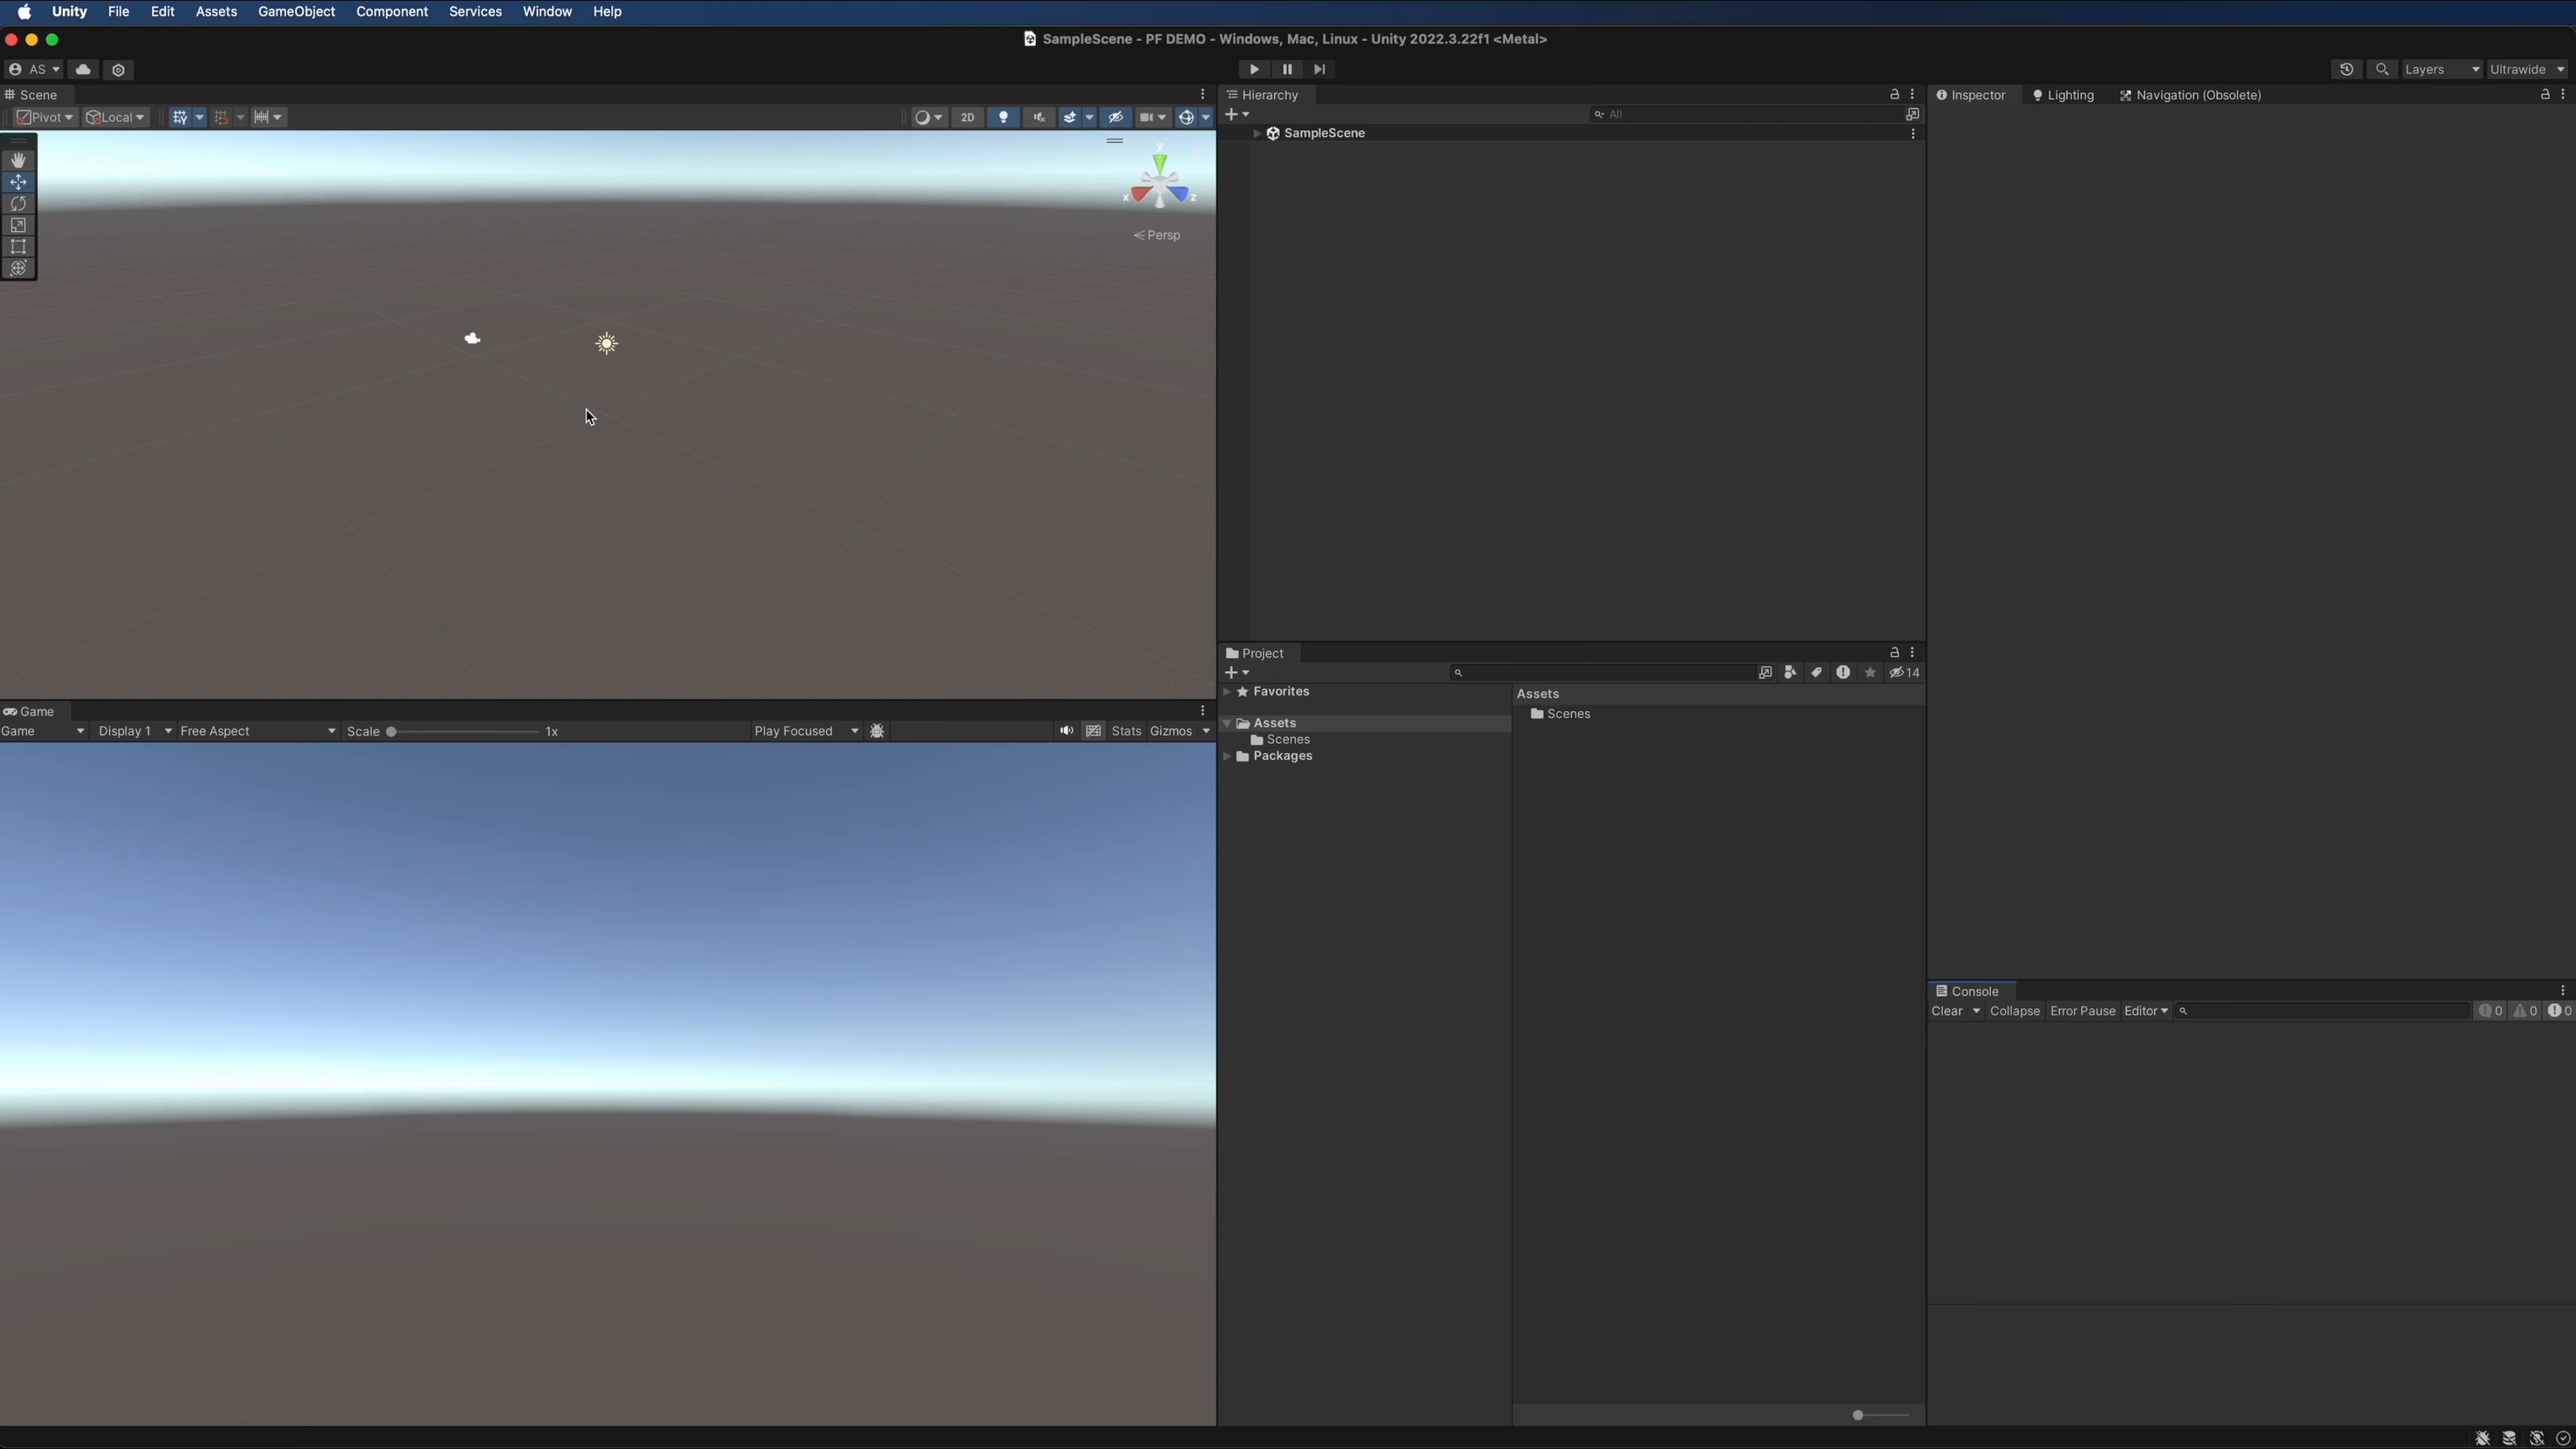 Unity File Edit Assets GameObject Component Services Window Help
SampleScene - PF DEMO - Windows, Mac, Linux - Unity 2022.3.22f1 <Metal>
AS Layers Ultrawide
Scene
Pivot Local 2D
y
x z
Persp
Hierarchy
All
SampleScene
Inspector Lighting Navigation (Obsolete)
Project
14
Favorites
Assets
Scenes
Packages
Assets
Scenes
Game
Game Display 1 Free Aspect Scale 1x Play Focused Stats Gizmos
Console
Clear Collapse Error Pause Editor 0 0 0